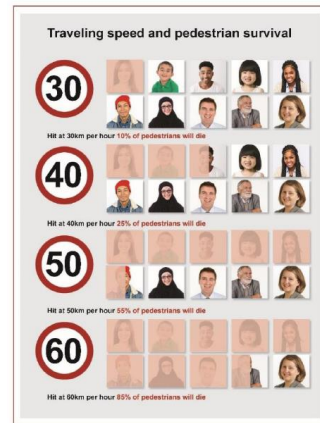 Traveling speed and pedestrian survival
30
Hit at 30km per hour 10% of pedestrians will die
40
Hit at 40km per hour 25% of pedestrians will die
50
Hit at 50km per hour 55% of pedestrians will die
60
Hit at 60km per hour 85% of pedestrians will die